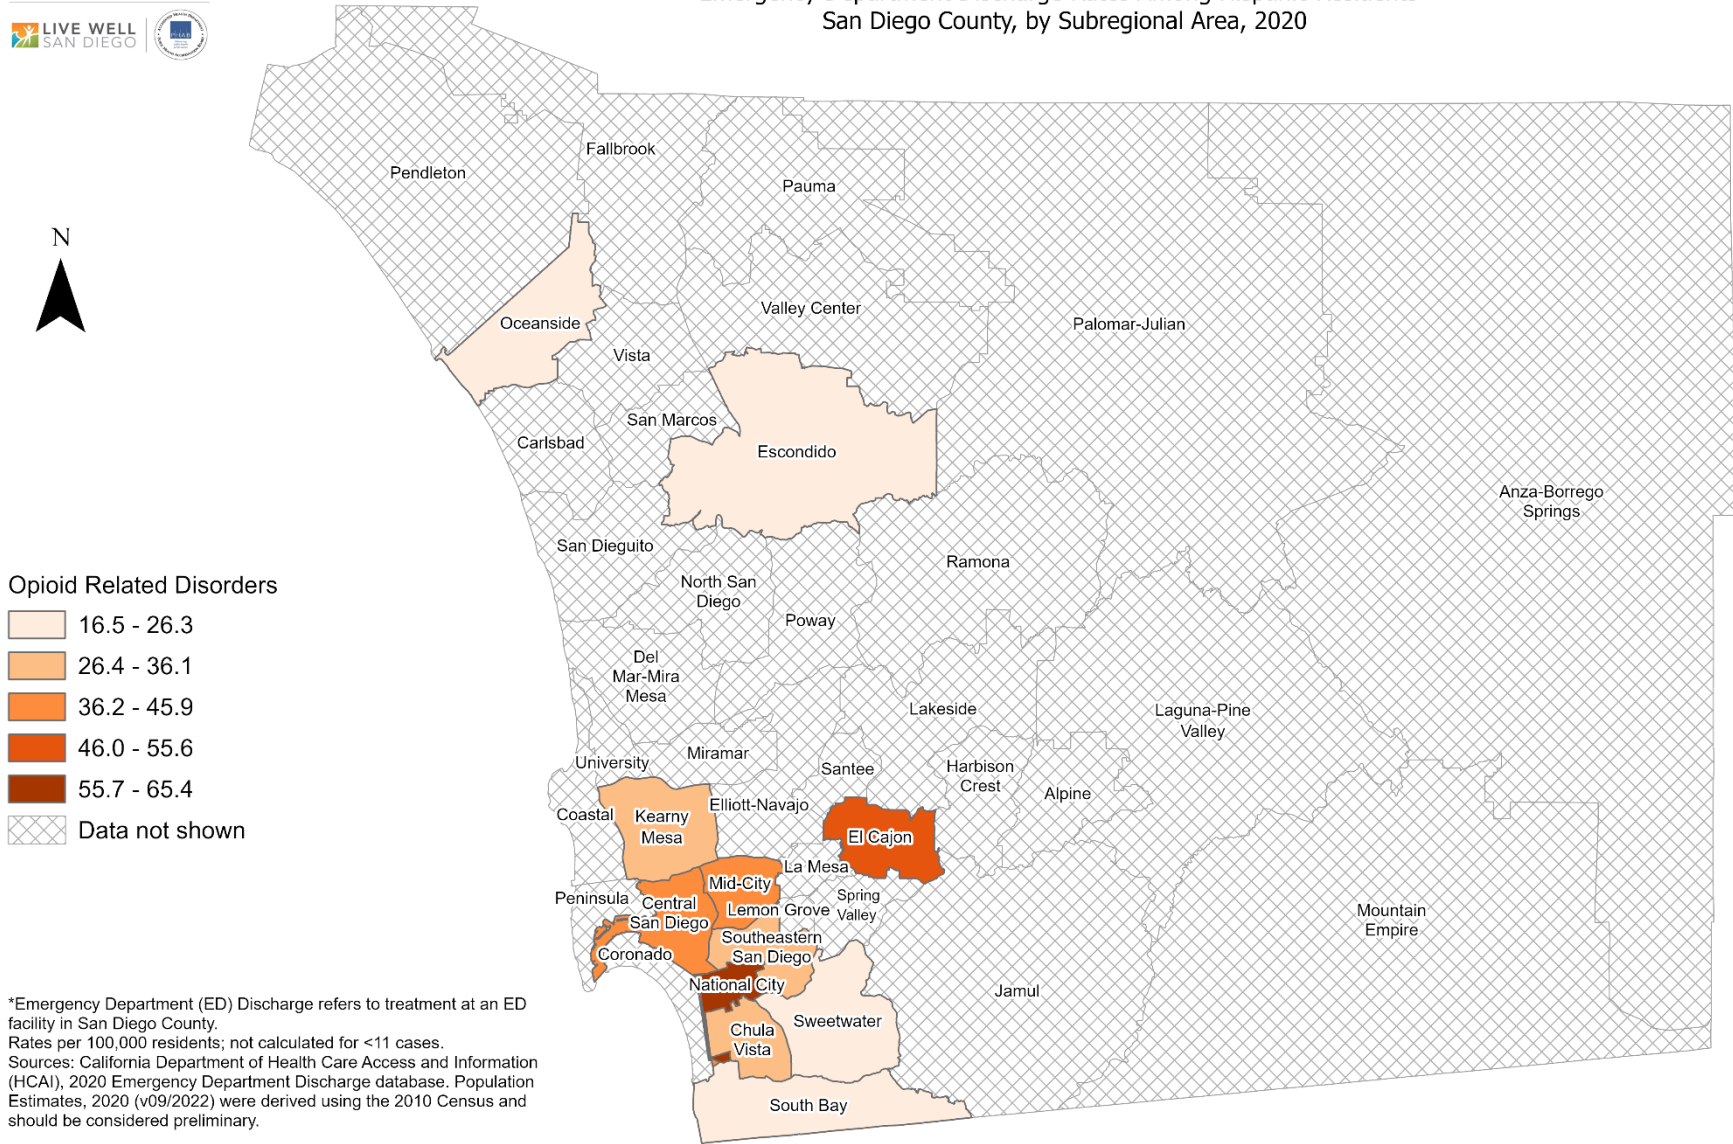 Emergency Department Discharge Rates Among Hispanic Residents
San Diego County, by Subregional Area, 2020
LIVE WELL
SAN DIEGO
PHAB
N
Fallbrook
Pendleton
Pauma
Oceanside
Valley Center
Palomar-Julian
Vista
San Marcos
Carlsbad
Escondido
Anza-Borrego
Springs
San Dieguito
Ramona
North San
Diego
Poway
Del
Mar-Mira
Mesa
Lakeside
Laguna-Pine
Valley
Miramar
University
Santee
Harbison
Crest
Alpine
Coastal
Kearny
Mesa
Elliott-Navajo
El Cajon
La Mesa
Mid-City
Peninsula
Central
San Diego
Lemon Grove
Spring
Valley
Mountain
Empire
Coronado
Southeastern
San Diego
National City
Jamul
Chula
Vista
Sweetwater
South Bay
Opioid Related Disorders
16.5 - 26.3
26.4 - 36.1
36.2 - 45.9
46.0 - 55.6
55.7 - 65.4
Data not shown
*Emergency Department (ED) Discharge refers to treatment at an ED
facility in San Diego County.
Rates per 100,000 residents; not calculated for <11 cases.
Sources: California Department of Health Care Access and Information
(HCAI), 2020 Emergency Department Discharge database. Population
Estimates, 2020 (v09/2022) were derived using the 2010 Census and
should be considered preliminary.